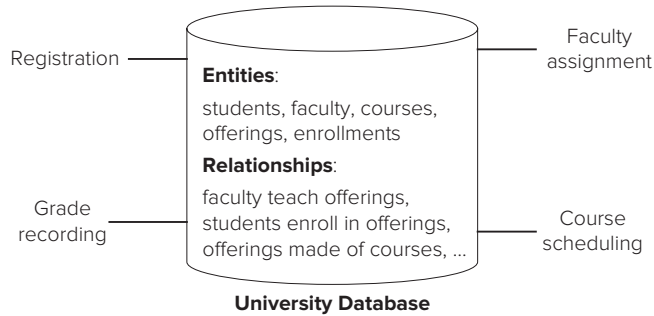 Registration
Faculty
assignment
Entities:
students, faculty, courses,
offerings, enrollments
Relationships:
faculty teach offerings,
students enroll in offerings,
offerings made of courses, ...
Grade
recording
Course
scheduling
University Database